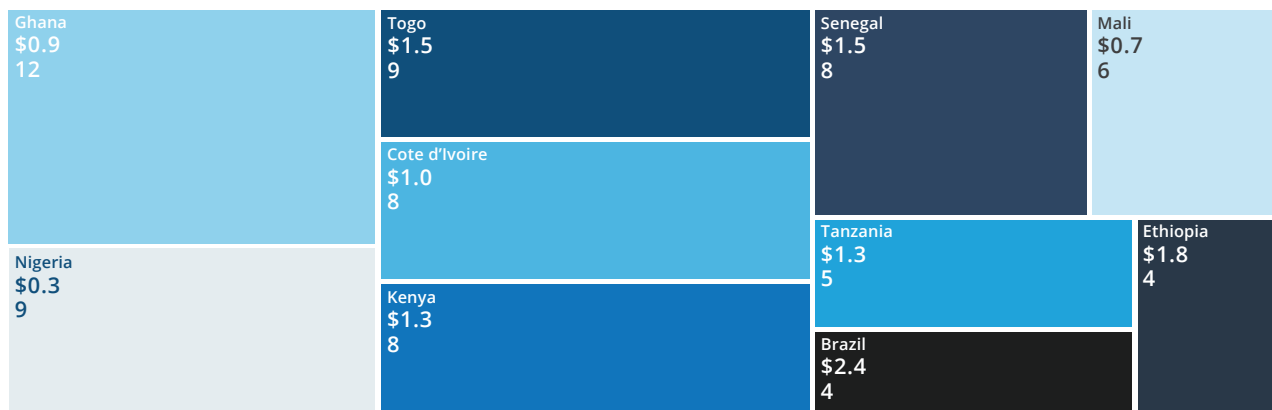 Ghana
$0.9
12
Nigeria
$0.3
9
Togo
$1.5
9
Cote d’Ivoire
$1.0
8
Kenya
$1.3
8
Senegal
$1.5
8
Mali
$0.7
6
Tanzania
$1.3
5
Brazil
$2.4
4
Ethiopia
$1.8
4